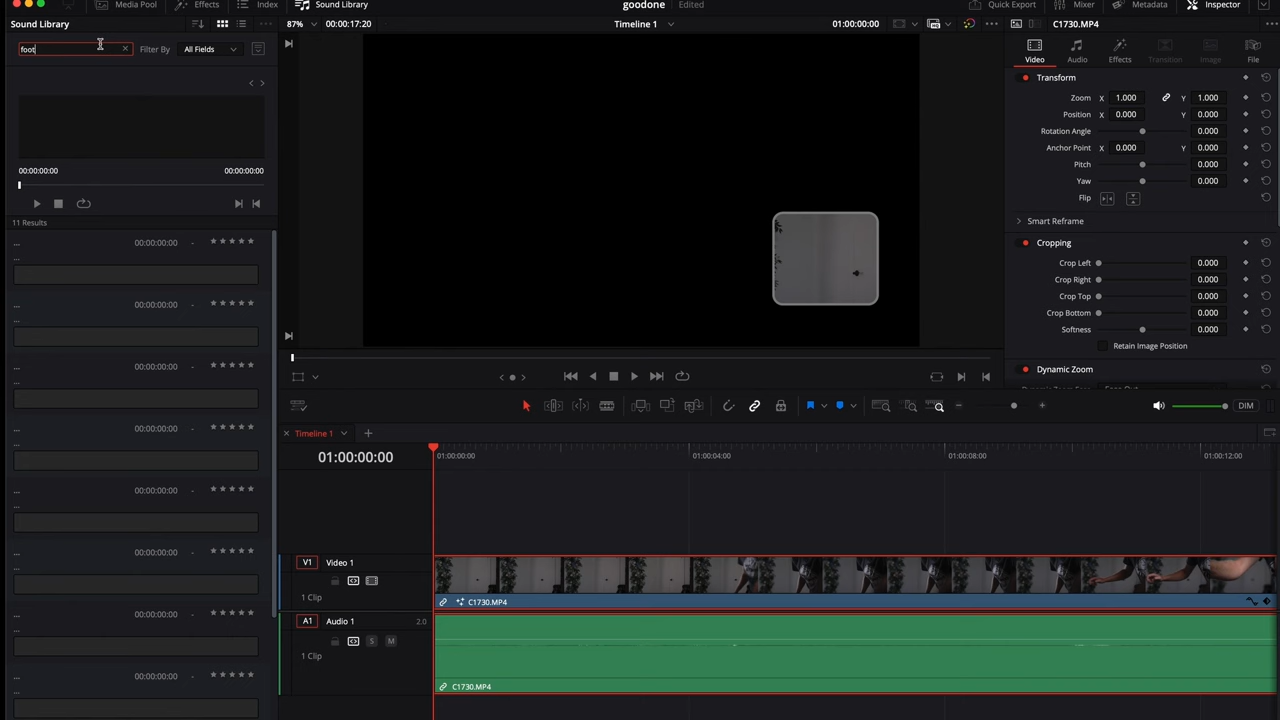 Media Pool Effects Index Sound Library goodone Edited Quick Export Mixer Metadata Inspector
Sound Library 87% 00:00:17:20 Timeline 1 01:00:00:00 C1730.MP4
foot Filter By All Fields
Video Audio Effects Transition Image File
Transform
Zoom X 1.000 Y 1.000
Position X 0.000 Y 0.000
Rotation Angle 0.000
Anchor Point X 0.000 Y 0.000
Pitch 0.000
Yaw 0.000
Flip
Smart Reframe
Cropping
Crop Left 0.000
Crop Right 0.000
Crop Top 0.000
Crop Bottom 0.000
Softness 0.000
Retain Image Position
Dynamic Zoom
00:00:00:00 00:00:00:00
11 Results
... 00:00:00:00 -
...
... 00:00:00:00 -
...
... 00:00:00:00 -
...
... 00:00:00:00 -
...
... 00:00:00:00 -
...
... 00:00:00:00 -
...
... 00:00:00:00 -
...
... 00:00:00:00 -
...
DIM
Timeline 1
01:00:00:00 01:00:00:00 01:00:04:00 01:00:08:00 01:00:12:00
V1 Video 1
1 Clip
C1730.MP4
A1 Audio 1 2.0
S M
1 Clip
C1730.MP4